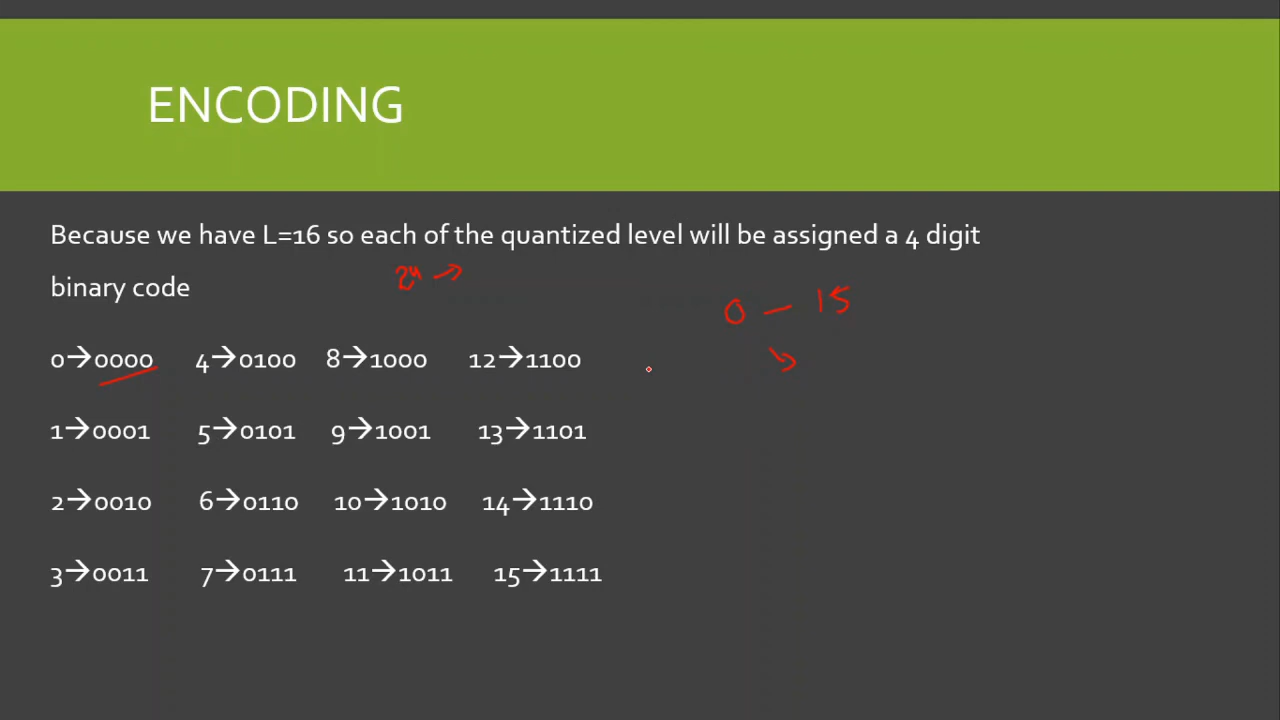 ENCODING
Because we have L=16 so each of the quantized level will be assigned a 4 digit
binary code
2⁴ →
0 — 15
0→0000 4→0100 8→1000 12→1100
1→0001 5→0101 9→1001 13→1101
2→0010 6→0110 10→1010 14→1110
3→0011 7→0111 11→1011 15→1111